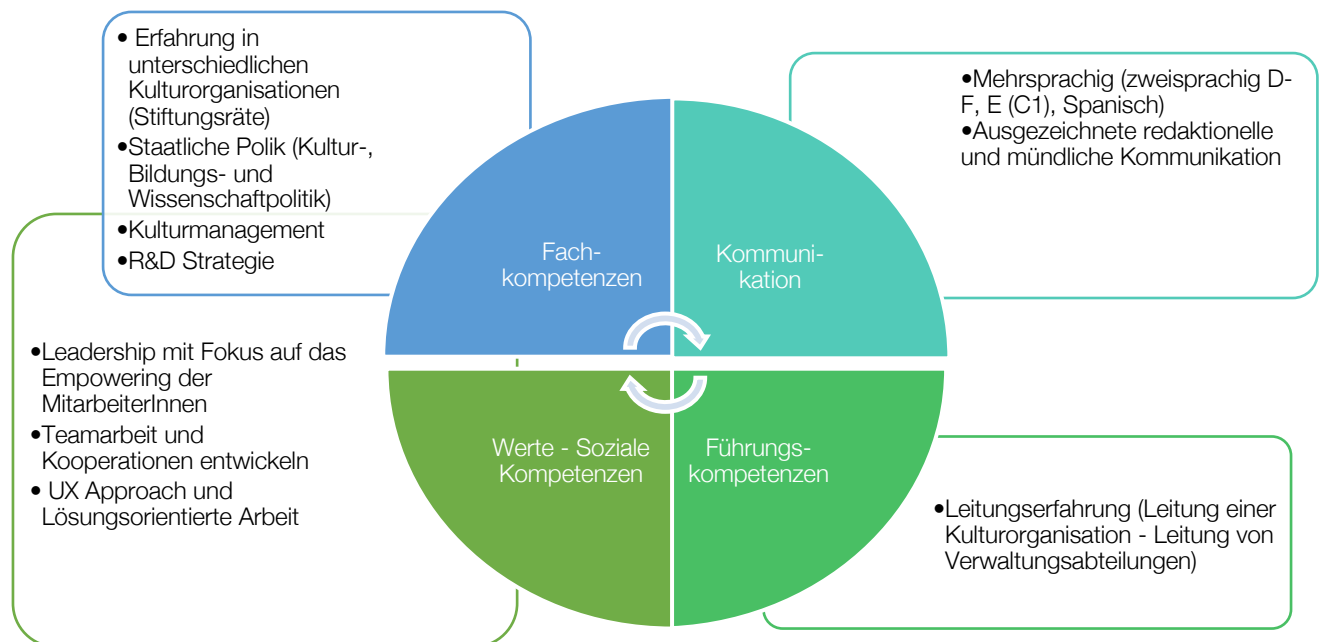 • Erfahrung in
unterschiedlichen
Kulturorganisationen
(Stiftungsräte)
•Staatliche Polik (Kultur-,
Bildungs- und
Wissenschaftpolitik)
•Kulturmanagement
•R&D Strategie
•Mehrsprachig (zweisprachig D-
F, E (C1), Spanisch)
•Ausgezeichnete redaktionelle
und mündliche Kommunikation
Fach-
kompetenzen
Kommuni-
kation
•Leadership mit Fokus auf das
Empowering der
MitarbeiterInnen
•Teamarbeit und
Kooperationen entwickeln
• UX Approach und
Lösungsorientierte Arbeit
Werte - Soziale
Kompetenzen
Führungs-
kompetenzen
•Leitungserfahrung (Leitung einer
Kulturorganisation - Leitung von
Verwaltungsabteilungen)